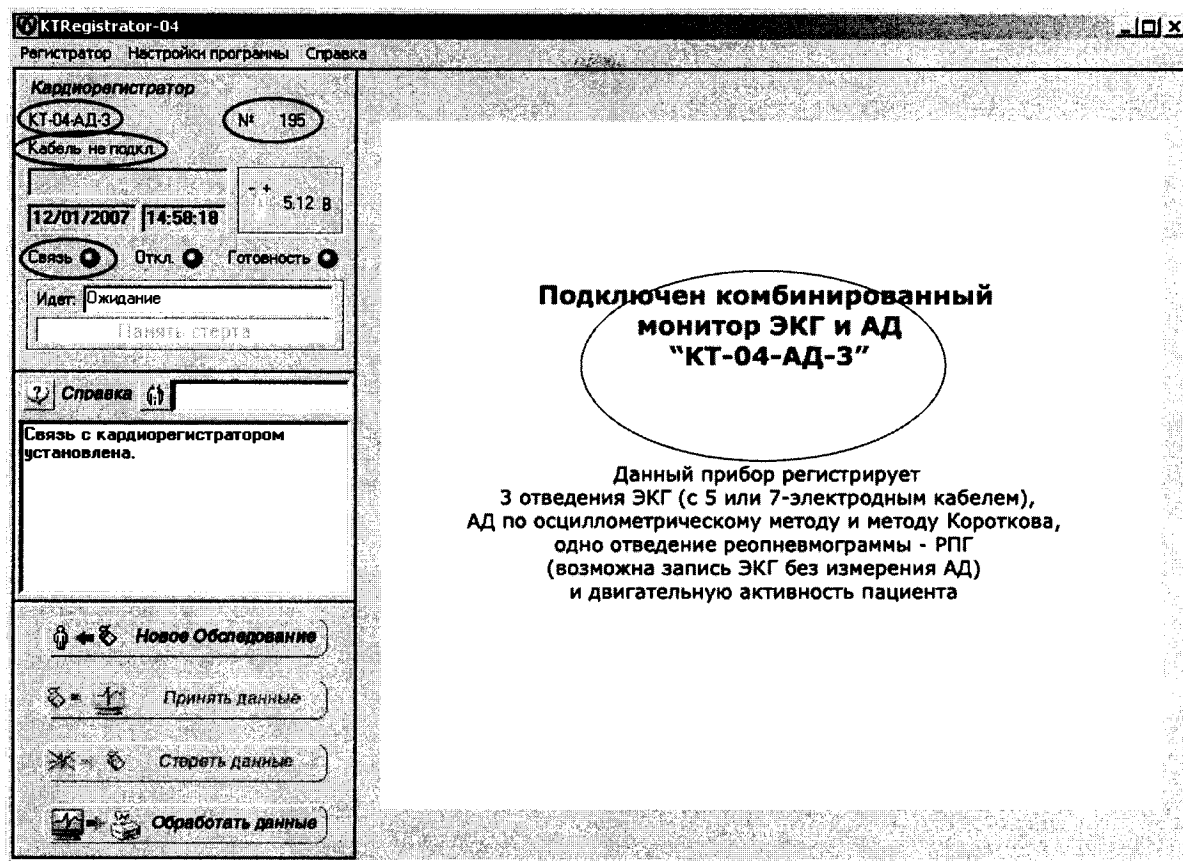 KTRegistrator-04
Регистратор Настройки программы Справка
Кардиорегистратор
КТ-04-АД-3 № 195
Кабель не подкл.
5.12 В
12/01/2007 14:58:18
Связь Откл. Готовность
Идет: Ожидание
Память стерта
Справка
Связь с кардиорегистратором
установлена.
Новое Обследование
Принять данные
Стереть данные
Обработать данные
Подключен комбинированный
монитор ЭКГ и АД
“КТ-04-АД-3”
Данный прибор регистрирует
3 отведения ЭКГ (с 5 или 7-электродным кабелем),
АД по осциллометрическому методу и методу Короткова,
одно отведение реопневмограммы - РПГ
(возможна запись ЭКГ без измерения АД)
и двигательную активность пациента